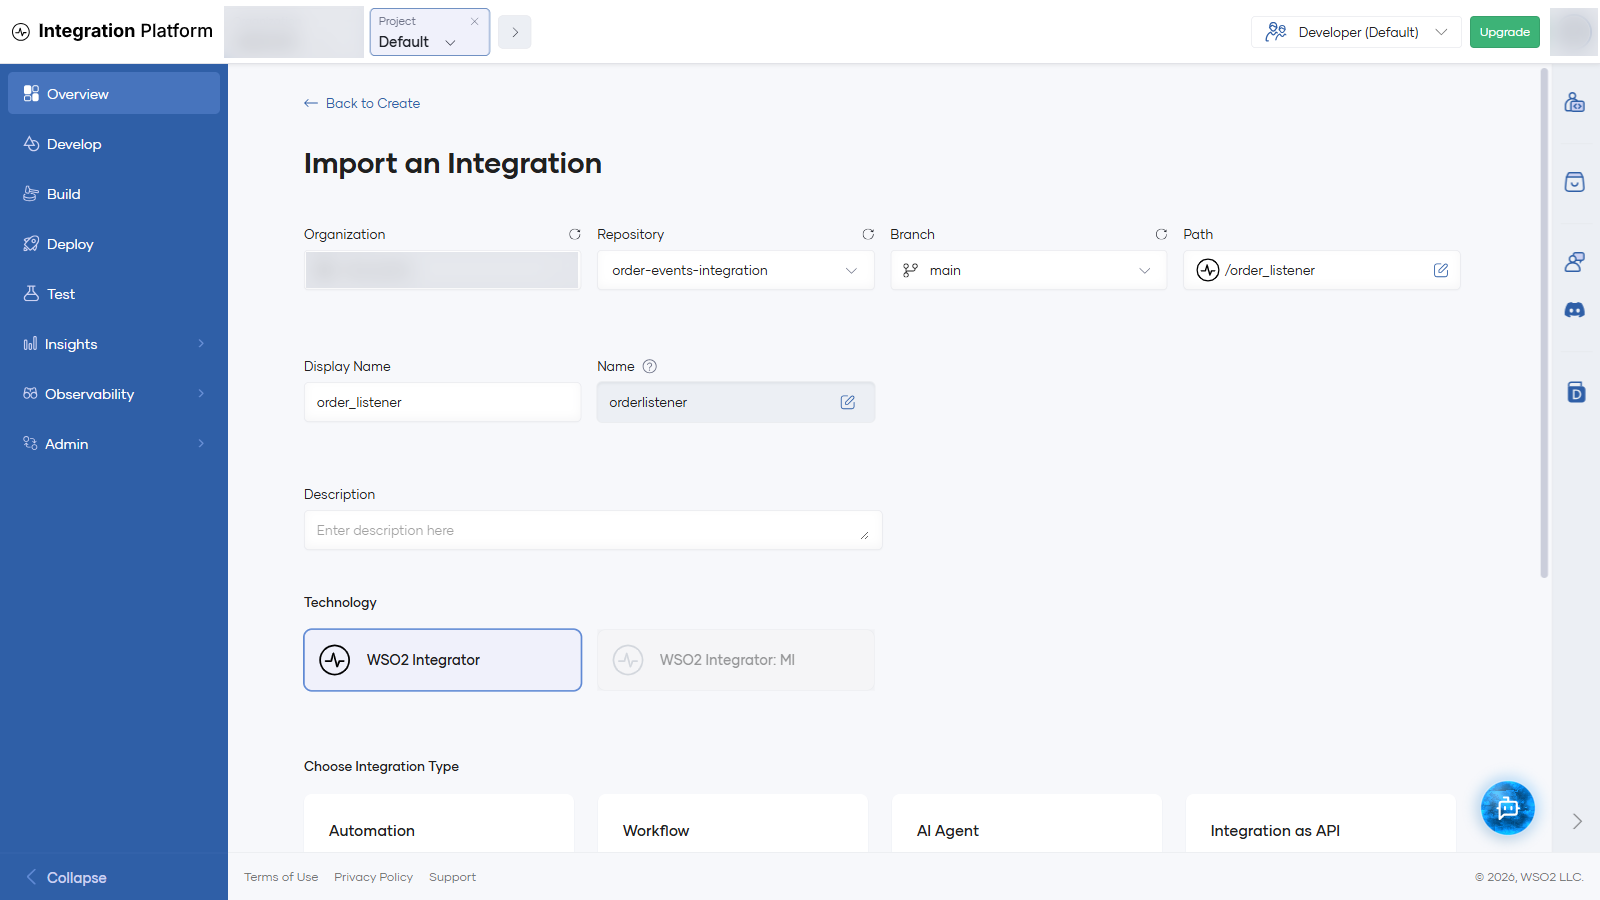 Integration Platform
Project
Default
Developer (Default)
Upgrade
Overview
Develop
Build
Deploy
Test
Insights
Observability
Admin
Collapse
Back to Create
Import an Integration
Organization
Repository
order-events-integration
Branch
main
Path
/order_listener
Display Name
order_listener
Name
orderlistener
Description
Enter description here
Technology
WSO2 Integrator
WSO2 Integrator: MI
Choose Integration Type
Automation
Workflow
AI Agent
Integration as API
D
Terms of Use
Privacy Policy
Support
© 2026, WSO2 LLC.